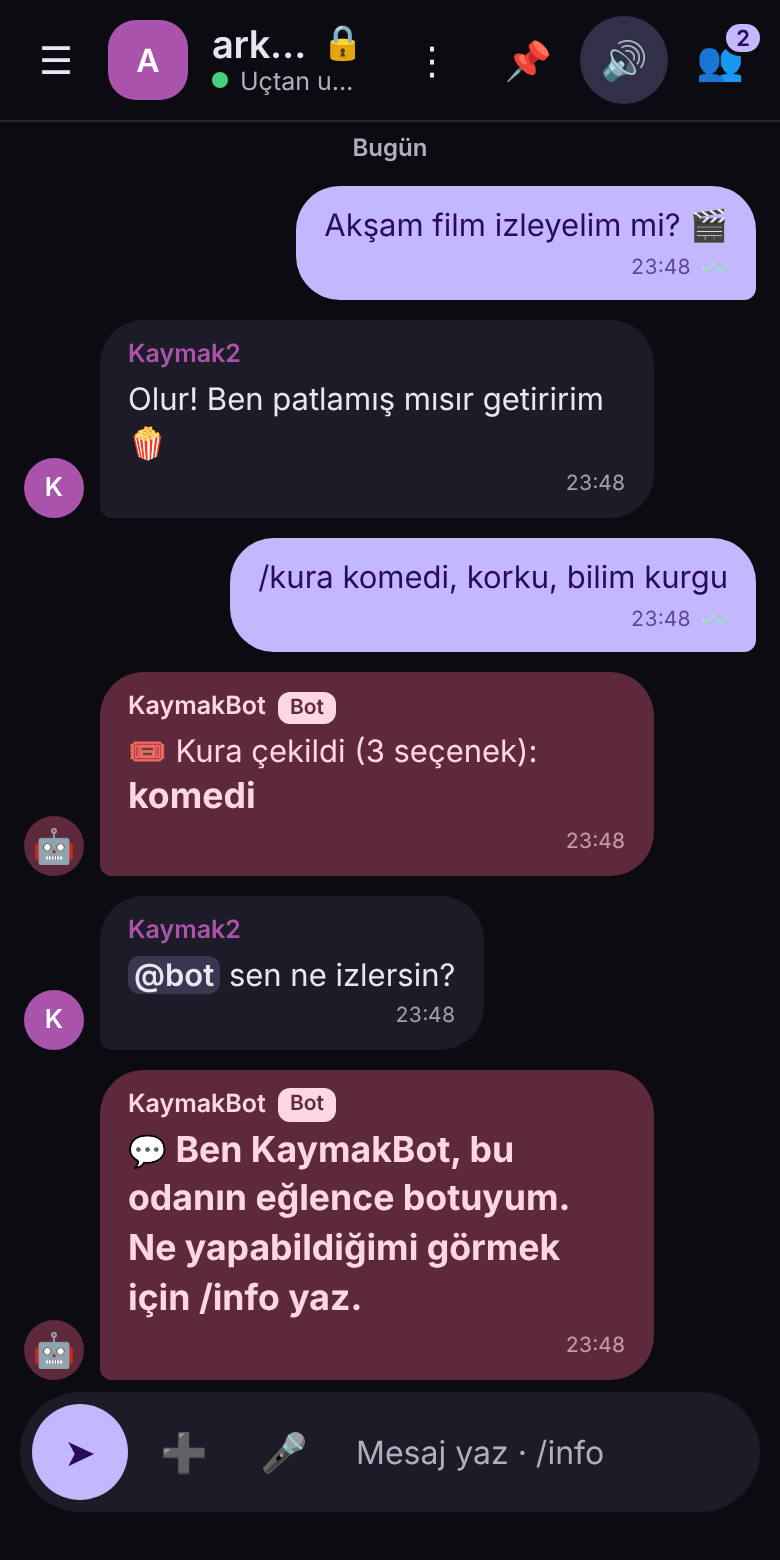 A
ark...
Uçtan u...
2
Bugün
Akşam film izleyelim mi? 🎬
23:48
Kaymak2
Olur! Ben patlamış mısır getiririm
🍿
K
23:48
/kura komedi, korku, bilim kurgu
23:48
KaymakBot Bot
🎟️ Kura çekildi (3 seçenek):
komedi
23:48
Kaymak2
@bot sen ne izlersin?
K
23:48
KaymakBot Bot
💬 Ben KaymakBot, bu
odanın eğlence botuyum.
Ne yapabildiğimi görmek
için /info yaz.
23:48
Mesaj yaz · /info